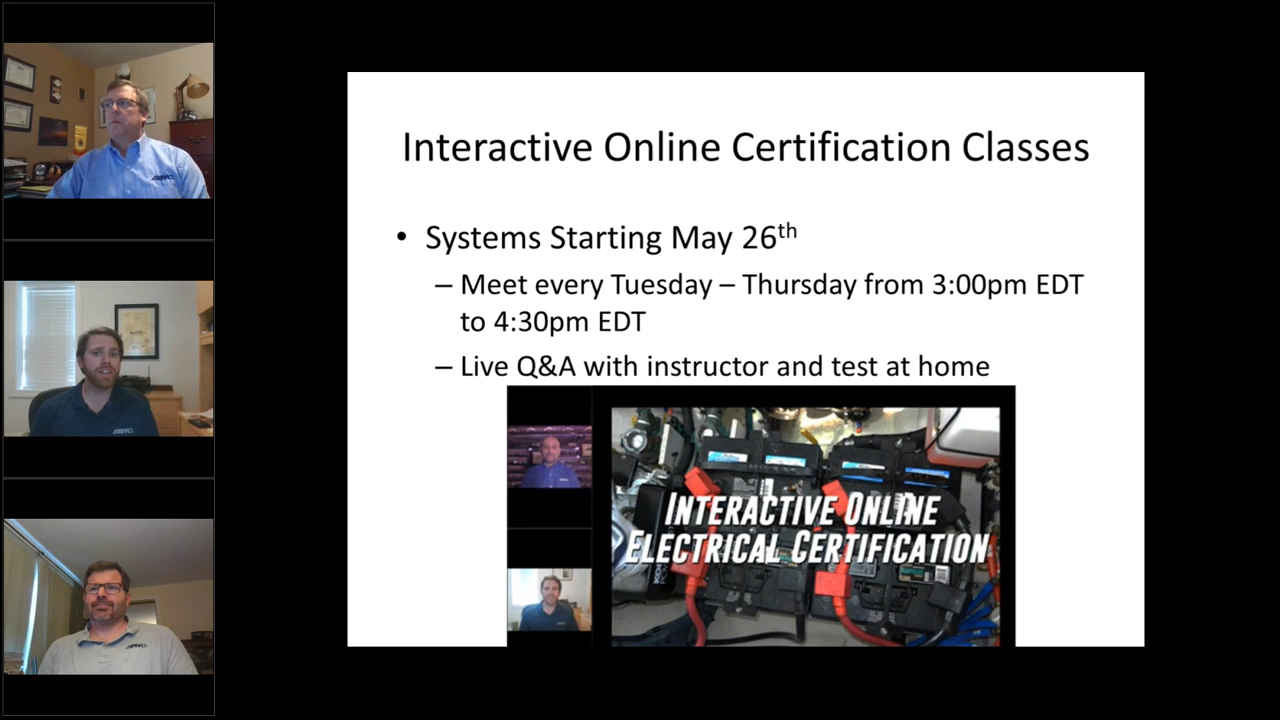 Interactive Online Certification Classes
• Systems Starting May 26th
– Meet every Tuesday – Thursday from 3:00pm EDT
to 4:30pm EDT
– Live Q&A with instructor and test at home
INTERACTIVE ONLINE
ELECTRICAL CERTIFICATION